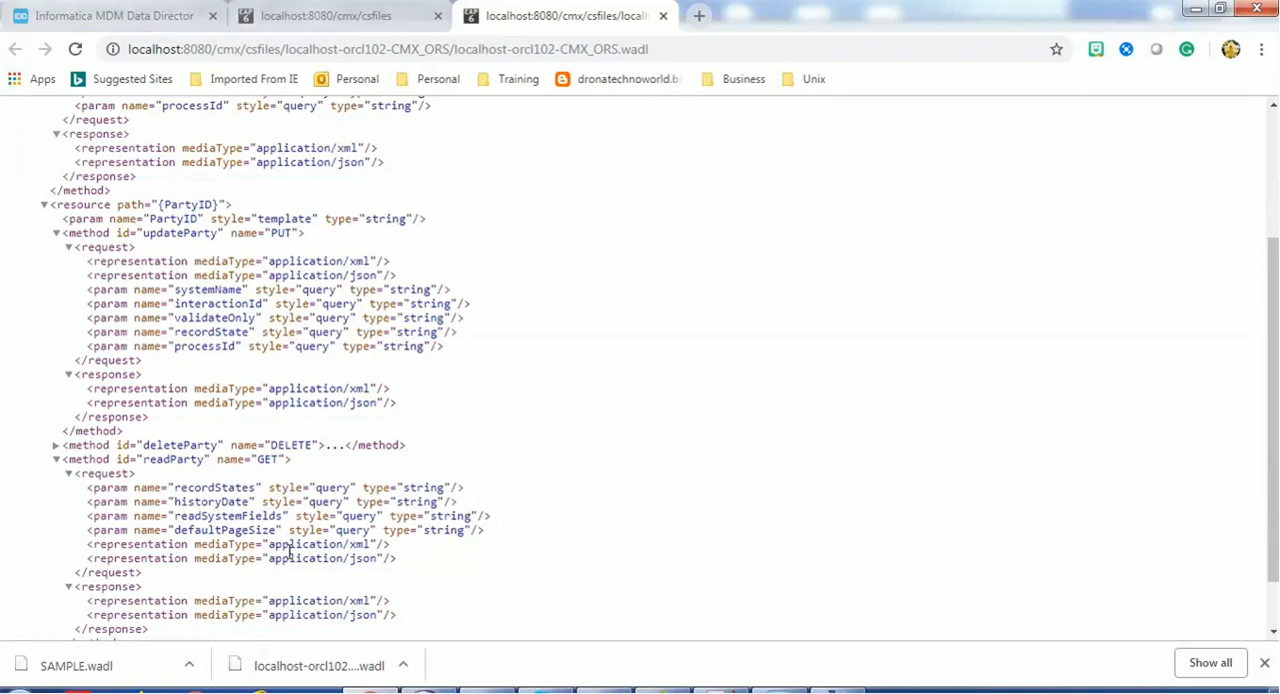 Informatica MDM Data Director
localhost:8080/cmx/csfiles
localhost:8080/cmx/csfiles/local
localhost:8080/cmx/csfiles/localhost-orcl102-CMX_ORS/localhost-orcl102-CMX_ORS.wadl
Apps Suggested Sites Imported From IE Personal Personal Training dronatechnoworld.b Business Unix
<param name="processId" style="query" type="string"/>
</request>
▼<response>
<representation mediaType="application/xml"/>
<representation mediaType="application/json"/>
</response>
</method>
▼<resource path="{PartyID}">
<param name="PartyID" style="template" type="string"/>
▼<method id="updateParty" name="PUT">
▼<request>
<representation mediaType="application/xml"/>
<representation mediaType="application/json"/>
<param name="systemName" style="query" type="string"/>
<param name="interactionId" style="query" type="string"/>
<param name="validateOnly" style="query" type="string"/>
<param name="recordState" style="query" type="string"/>
<param name="processId" style="query" type="string"/>
</request>
▼<response>
<representation mediaType="application/xml"/>
<representation mediaType="application/json"/>
</response>
</method>
▶<method id="deleteParty" name="DELETE">...</method>
▼<method id="readParty" name="GET">
▼<request>
<param name="recordStates" style="query" type="string"/>
<param name="historyDate" style="query" type="string"/>
<param name="readSystemFields" style="query" type="string"/>
<param name="defaultPageSize" style="query" type="string"/>
<representation mediaType="application/xml"/>
<representation mediaType="application/json"/>
</request>
▼<response>
<representation mediaType="application/xml"/>
<representation mediaType="application/json"/>
</response>
SAMPLE.wadl
localhost-orcl102....wadl
Show all